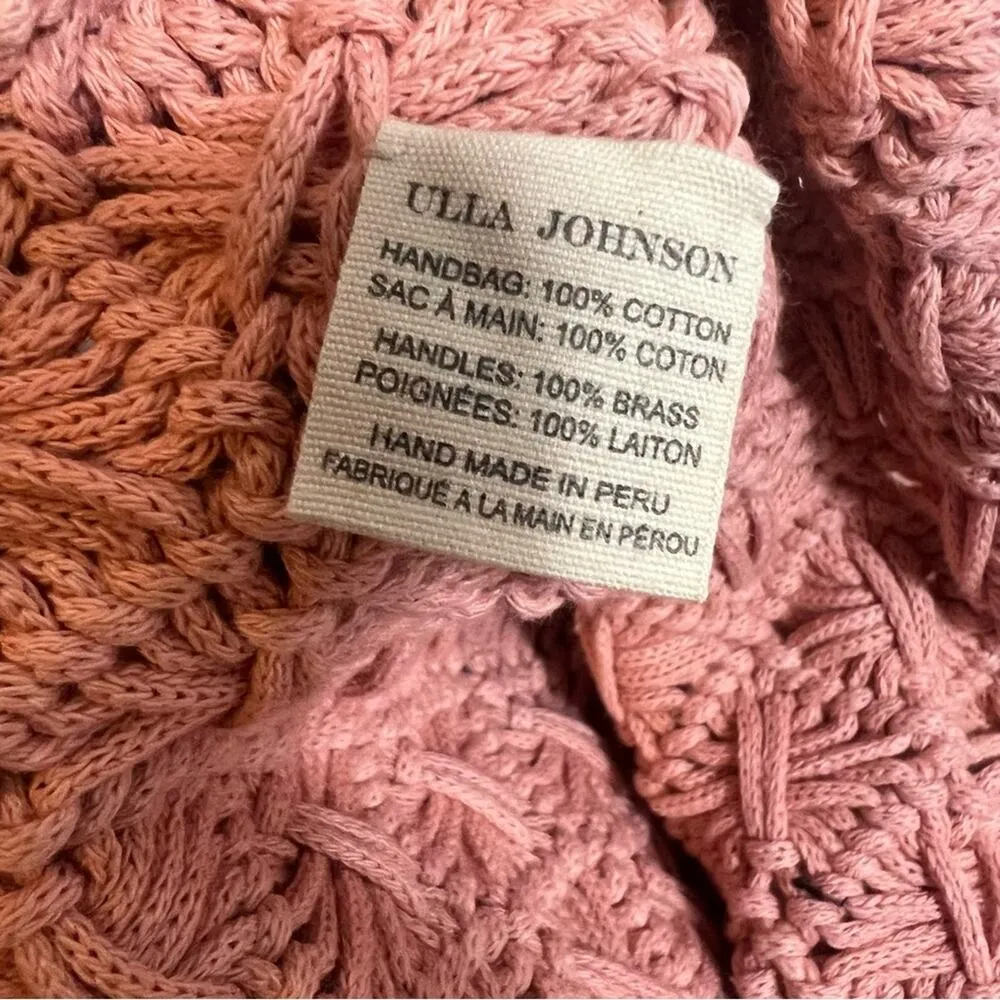 ULLA JOHNSON
HANDBAG: 100% COTTON
SAC À MAIN: 100% COTON
HANDLES: 100% BRASS
POIGNÉES: 100% LAITON
HAND MADE IN PERU
FABRIQUÉ A LA MAIN EN PÉROU